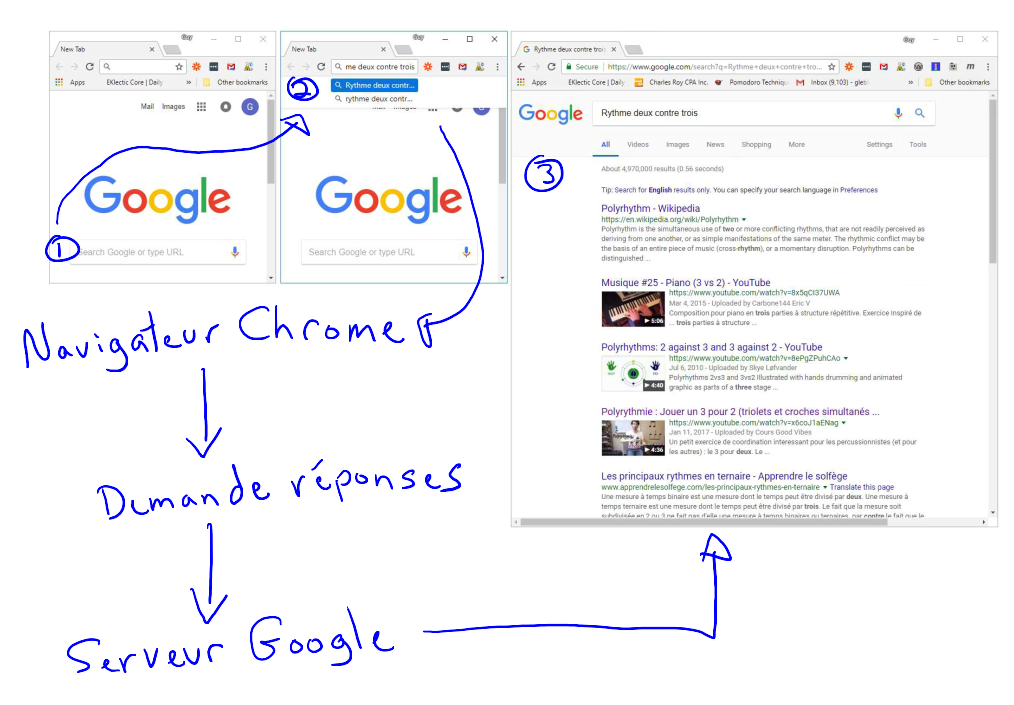 Guy
New Tab
Apps
EKlectic Core | Daily
»
Other bookmarks
Mail
Images
G
Google
Search Google or type URL
1
Guy
New Tab
me deux contre trois
Rythme deux contr...
rythme deux contr...
Apps
Other bookmarks
2
Google
Search Google or type URL
Guy
Rythme deux contre trois
Secure
https://www.google.com/search?q=Rythme+deux+contre+tro...
Apps
EKlectic Core | Daily
Charles Roy CPA Inc.
Pomodoro Techniqu
Inbox (9,103) - gletó
»
Other bookmarks
Google
Rythme deux contre trois
All Videos Images News Shopping More Settings Tools
3
About 4,970,000 results (0.56 seconds)
Tip: Search for English results only. You can specify your search language in Preferences
Polyrhythm - Wikipedia
https://en.wikipedia.org/wiki/Polyrhythm
Polyrhythm is the simultaneous use of two or more conflicting rhythms, that are not readily perceived as
deriving from one another, or as simple manifestations of the same meter. The rhythmic conflict may be
the basis of an entire piece of music (cross-rhythm), or a momentary disruption. Polyrhythms can be
distinguished ...
Musique #25 - Piano (3 vs 2) - YouTube
https://www.youtube.com/watch?v=8x5qCI37UWA
Mar 4, 2015 - Uploaded by Carbone144 Eric V
Composition pour piano en trois parties à structure répétitive. Exercice Inspiré de
... trois parties à structure ...
5:06
Polyrhythms: 2 against 3 and 3 against 2 - YouTube
https://www.youtube.com/watch?v=8ePgZPuhCAo
Jul 6, 2010 - Uploaded by Skye Løfvander
Polyrhythms 2vs3 and 3vs2 Illustrated with hands drumming and animated
graphic as parts of a three stage ...
4:40
Polyrythmie : Jouer un 3 pour 2 (triolets et croches simultanés ...
https://www.youtube.com/watch?v=x6coJ1aENag
Jan 11, 2017 - Uploaded by Cours Good Vibes
Un petit exercice de coordination interessant pour les percussionnistes (et pour
les autres) : le 3 pour deux. Le ...
4:36
Les principaux rythmes en ternaire - Apprendre le solfège
www.apprendrelesolfege.com/les-principaux-rythmes-en-ternaire Translate this page
Une mesure à temps binaire est une mesure dont le temps peut être divisé par deux. Une mesure à
temps ternaire est une mesure dont le temps peut être divisé par trois. Le fait que la mesure soit
subdivisée en 2 ou 3 ne fait pas d'elle une mesure à temps binaires ou ternaires, par contre le fait que le
Navigateur Chrome
Demande réponses
Serveur Google